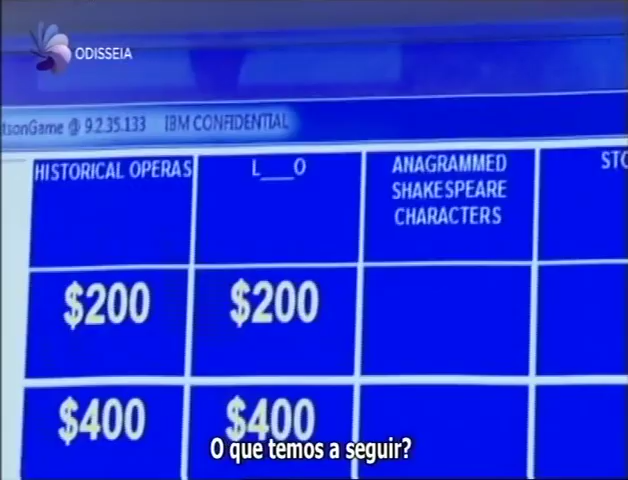 ODISSEIA
tsonGame @ 9.2.35.133 IBM CONFIDENTIAL
HISTORICAL OPERAS
L___O
ANAGRAMMED
SHAKESPEARE
CHARACTERS
STO
$200
$200
$400
$400
O que temos a seguir?